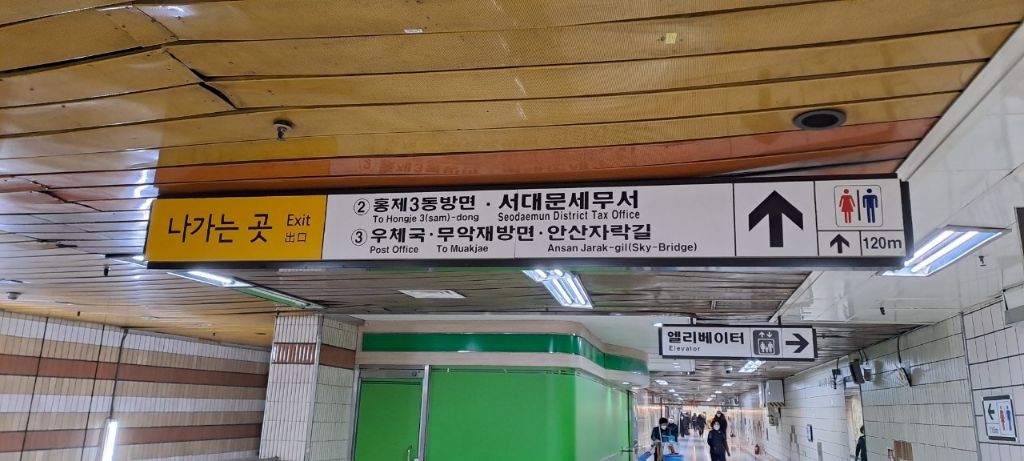 나가는 곳 Exit
出口
② 홍제3동방면 · 서대문세무서
To Hongje 3(sam)-dong Seodaemun District Tax Office
③ 우체국 · 무악재방면 · 안산자락길
Post Office To Muakjae Ansan Jarak-gil(Sky-Bridge)
120m
엘리베이터
Elevator